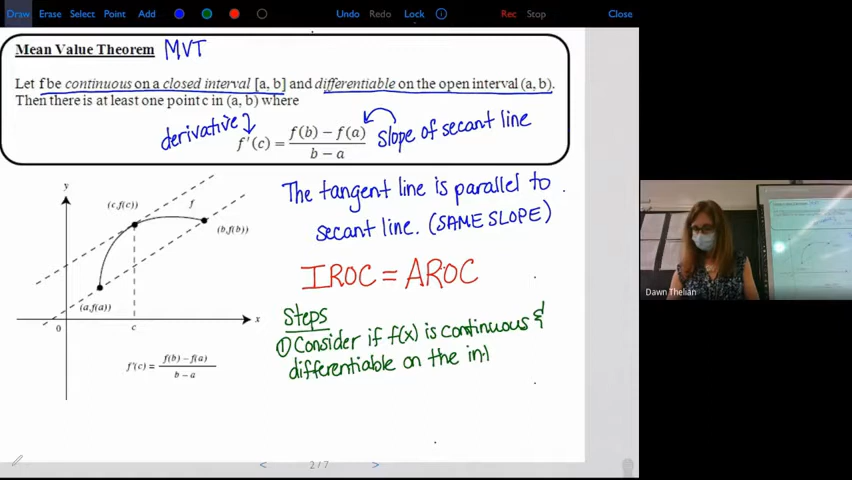 Draw Erase Select Point Add Undo Redo Lock Rec Stop Close
Mean Value Theorem MVT
Let f be continuous on a closed interval [a, b] and differentiable on the open interval (a, b).
Then there is at least one point c in (a, b) where
derivative
f'(c) = f(b) − f(a) / b − a
slope of secant line
The tangent line is parallel to
secant line. (SAME SLOPE)
IROC = AROC
Steps
① Consider if f(x) is continuous &
differentiable on the int
y
(c,f(c))
f
(b,f(b))
(a,f(a))
0
c
x
f'(c) = f(b) − f(a) / b − a
2 / 7
Dawn Thelian